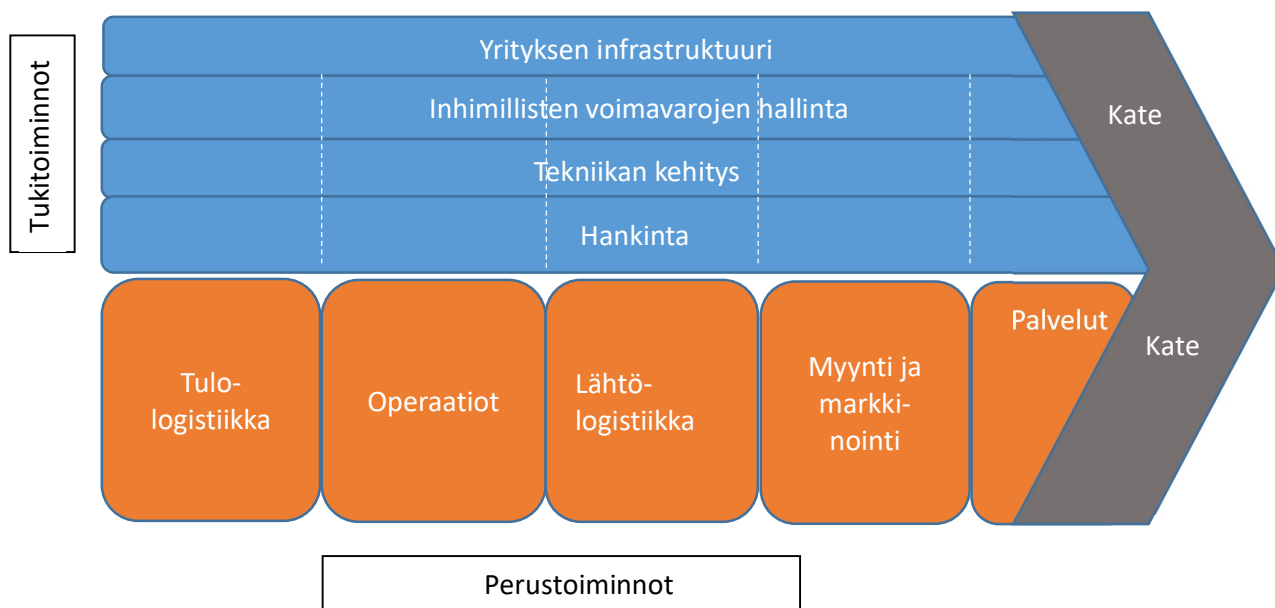 Tukitoiminnot
Yrityksen infrastruktuuri
Inhimillisten voimavarojen hallinta
Tekniikan kehitys
Hankinta
Kate
Tulo-
logistiikka
Operaatiot
Lähtö-
logistiikka
Myynti ja
markki-
nointi
Palvelut
Kate
Perustoiminnot